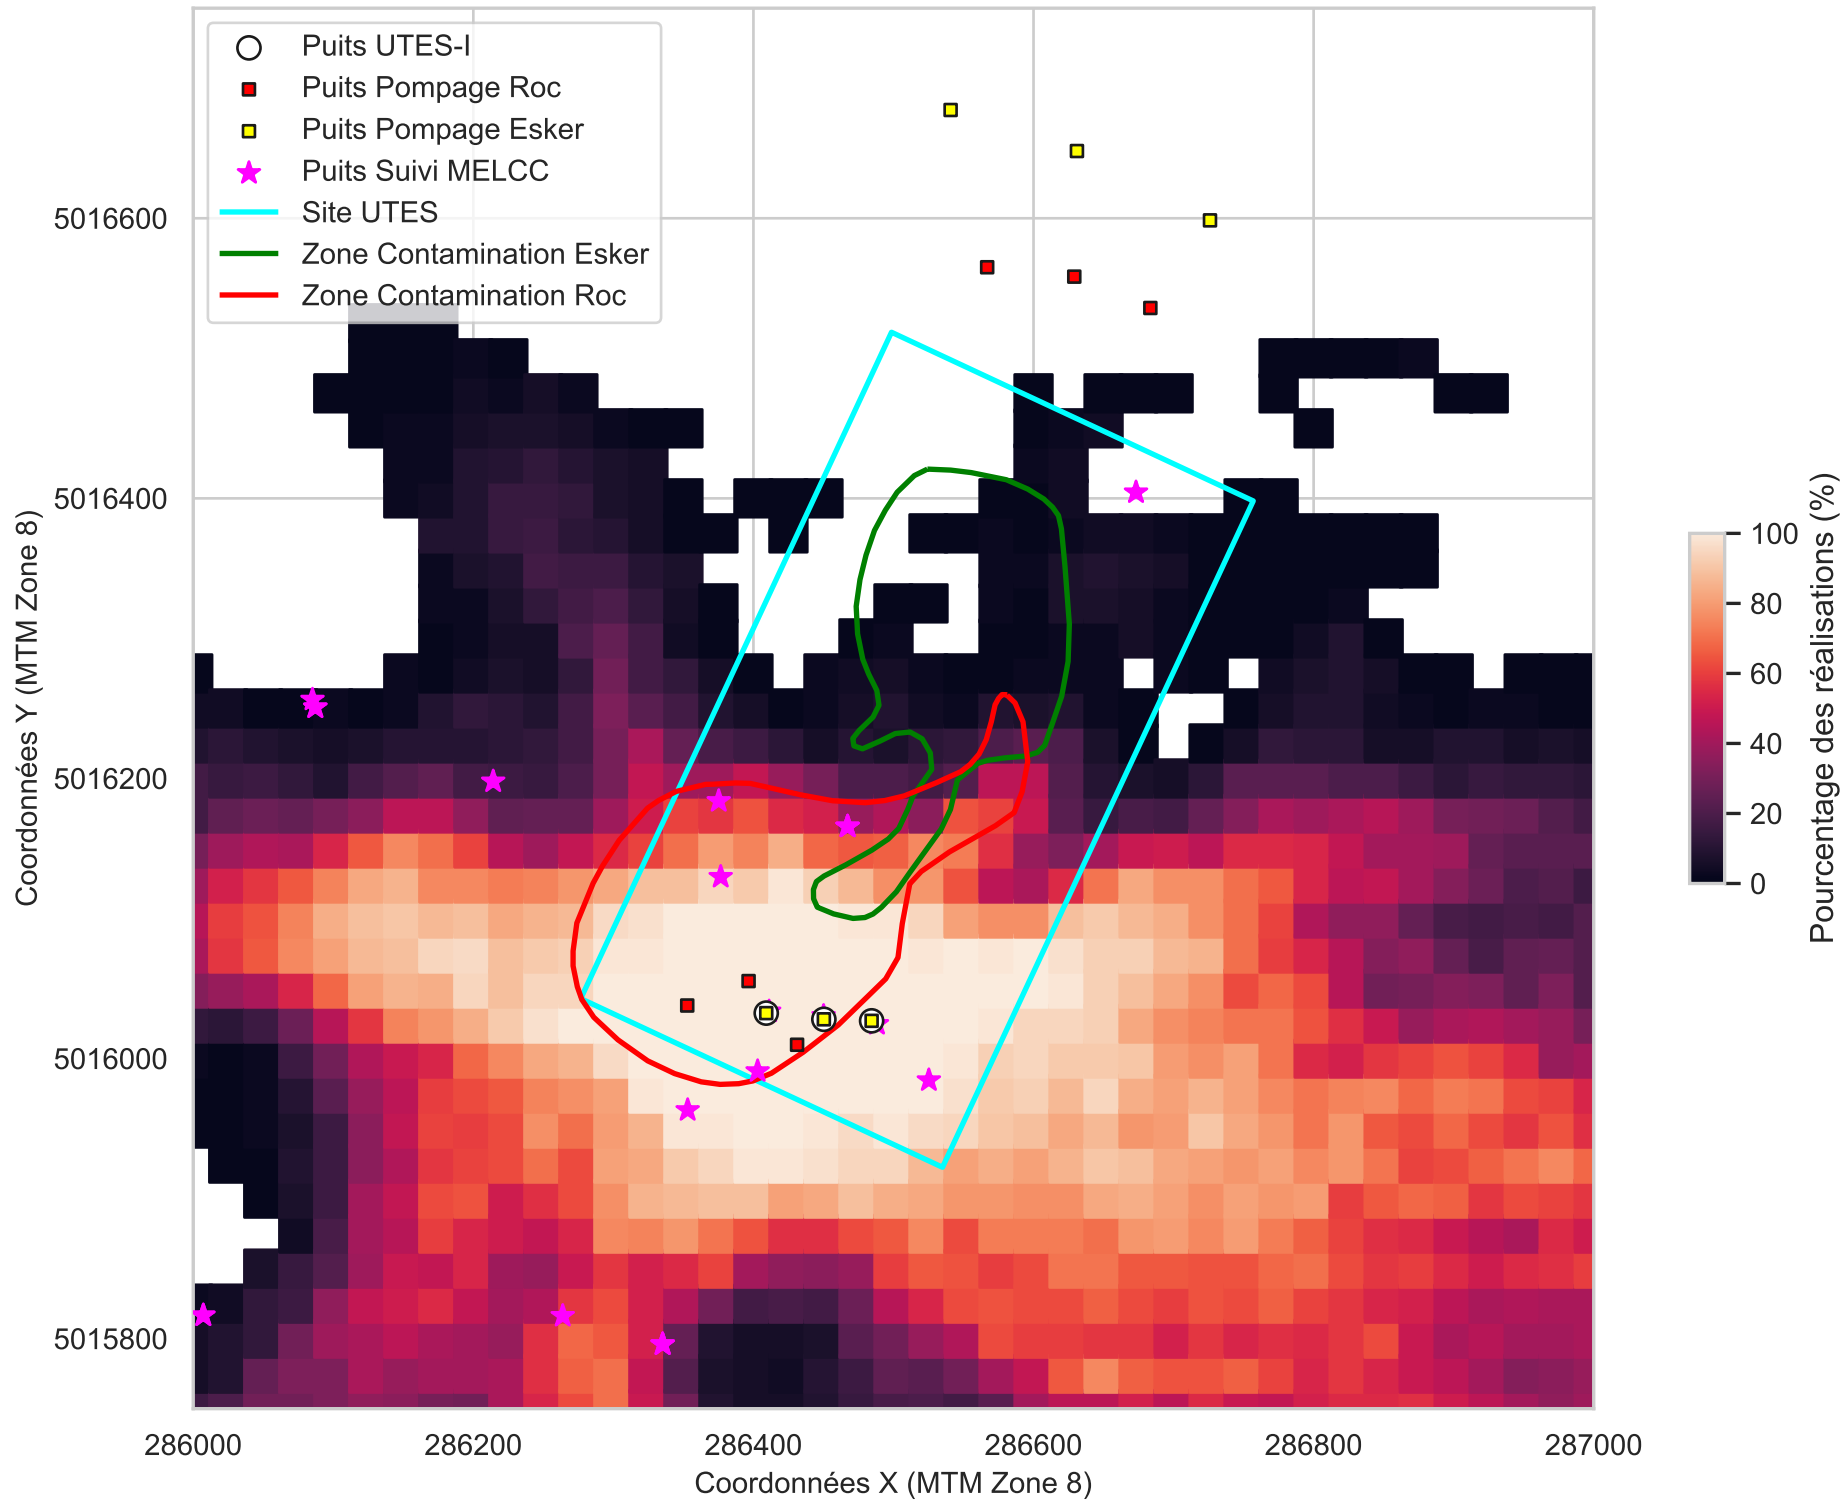 Puits UTES-I
Puits Pompage Roc
Puits Pompage Esker
Puits Suivi MELCC
Site UTES
Zone Contamination Esker
Zone Contamination Roc
5016600
5016400
5016200
5016000
5015800
Coordonnées Y (MTM Zone 8)
286000 286200 286400 286600 286800 287000
Coordonnées X (MTM Zone 8)
100
80
60
40
20
0
Pourcentage des réalisations (%)